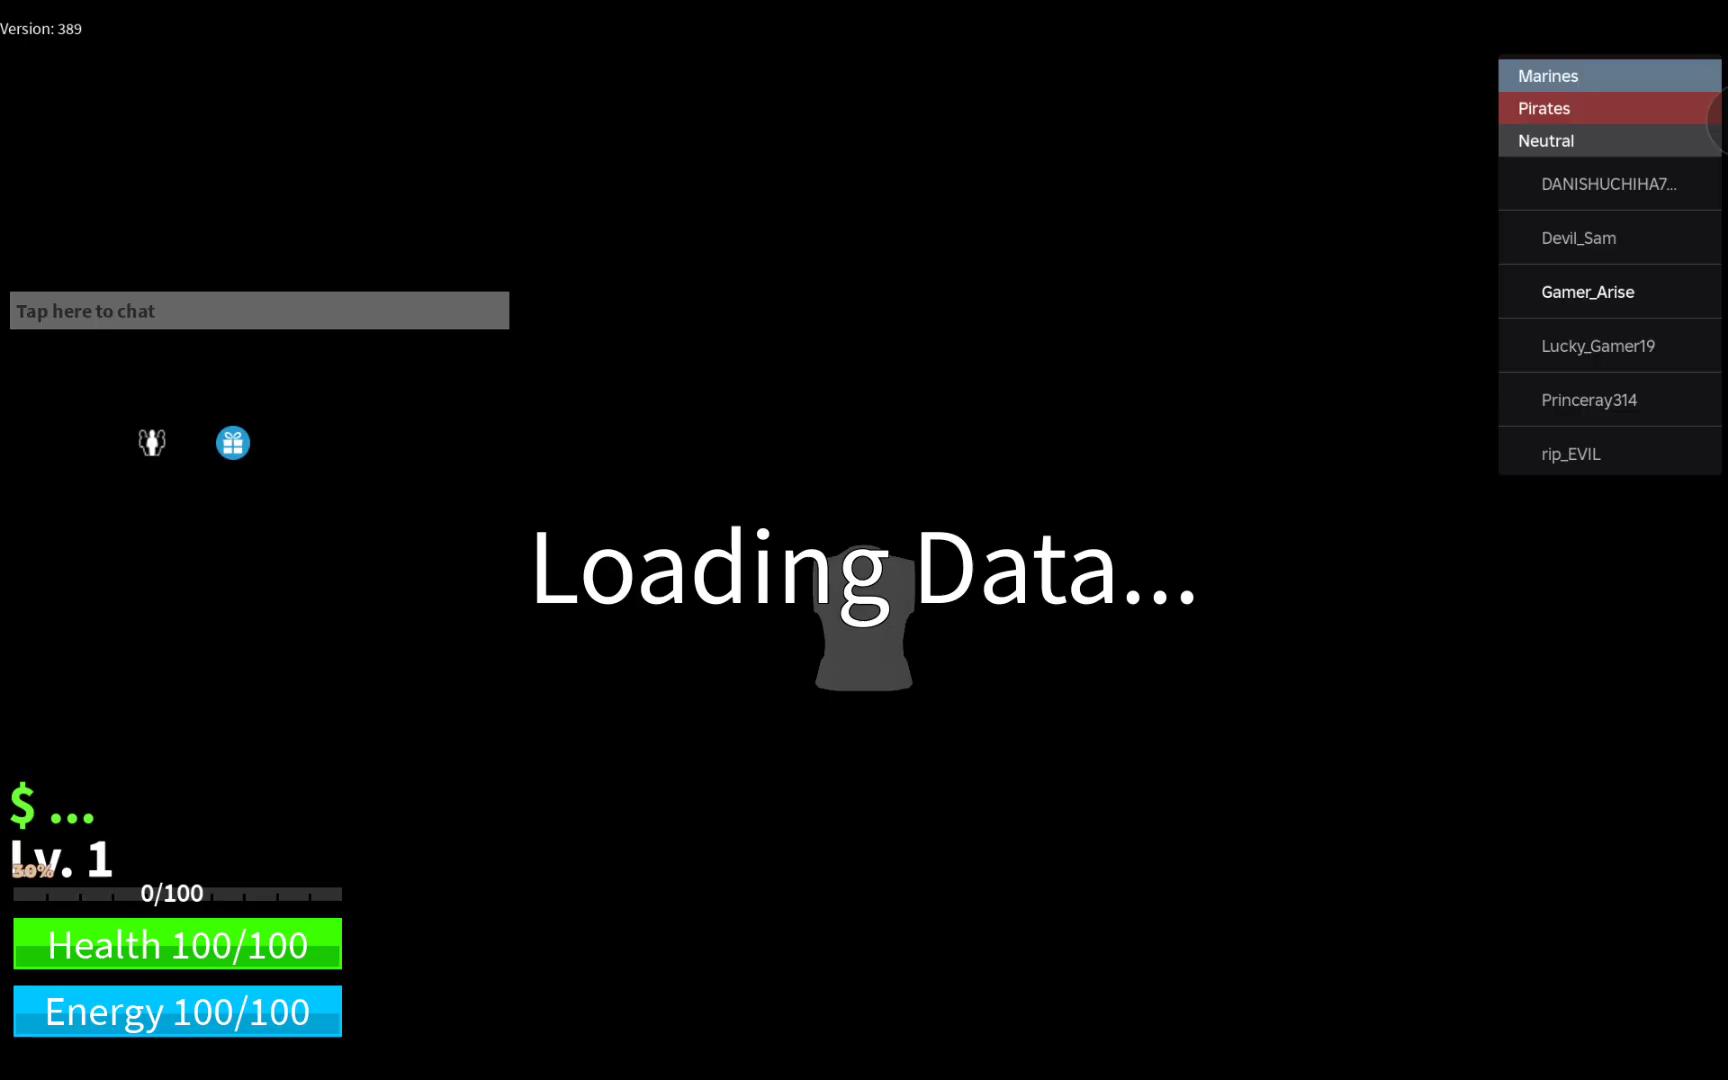 Version: 389
Marines
Pirates
Neutral
DANISHUCHIHA7...
Devil_Sam
Gamer_Arise
Lucky_Gamer19
Princeray314
rip_EVIL
Tap here to chat
Loading Data...
$ ...
Lv. 1
30%
0/100
Health 100/100
Energy 100/100